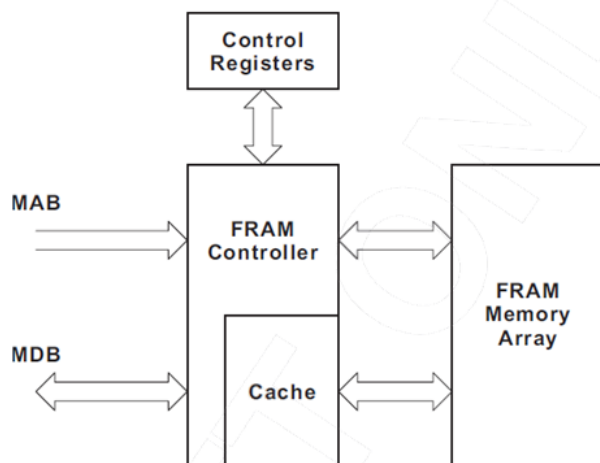 Control
Registers
MAB
FRAM
Controller
FRAM
Memory
Array
MDB
Cache